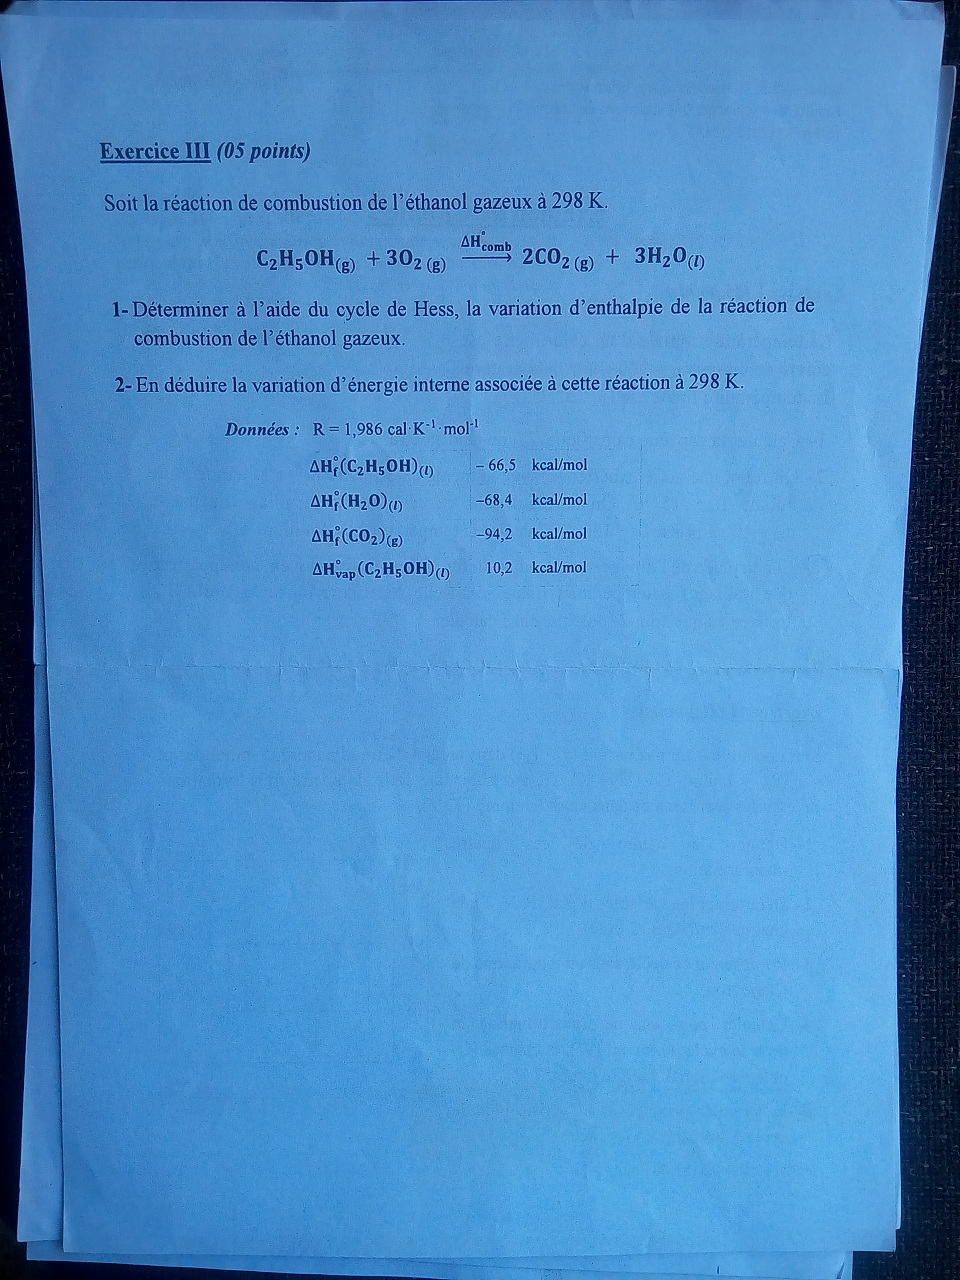 Exercice III (05 points)
Soit la réaction de combustion de l'éthanol gazeux à 298 K.
C₂H₅OH(g) + 3O₂ (g) ΔH°comb ⟶ 2CO₂ (g) + 3H₂O(l)
1- Déterminer à l'aide du cycle de Hess, la variation d'enthalpie de la réaction de
combustion de l'éthanol gazeux.
2- En déduire la variation d'énergie interne associée à cette réaction à 298 K.
Données : R = 1,986 cal·K⁻¹·mol⁻¹
ΔH°f(C₂H₅OH)(l) – 66,5 kcal/mol
ΔH°f(H₂O)(l) –68,4 kcal/mol
ΔH°f(CO₂)(g) –94,2 kcal/mol
ΔH°vap(C₂H₅OH)(l) 10,2 kcal/mol